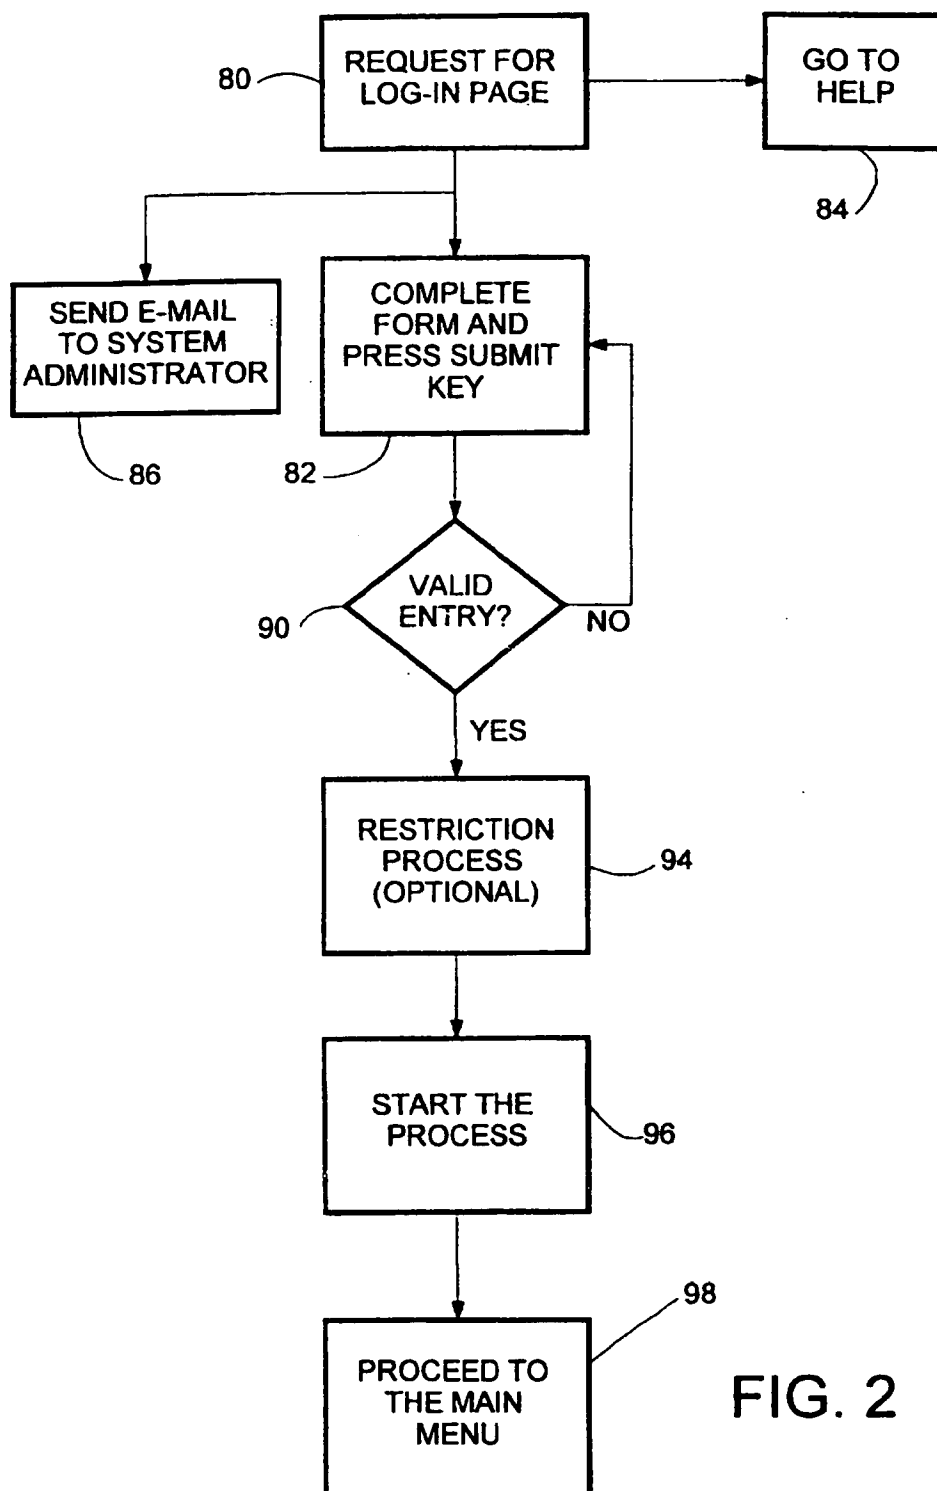 REQUEST FOR
LOG-IN PAGE
80
GO TO
HELP
84
SEND E-MAIL
TO SYSTEM
ADMINISTRATOR
86
COMPLETE
FORM AND
PRESS SUBMIT
KEY
82
VALID
ENTRY?
90
NO
YES
RESTRICTION
PROCESS
(OPTIONAL)
94
START THE
PROCESS
96
PROCEED TO
THE MAIN
MENU
98
FIG. 2